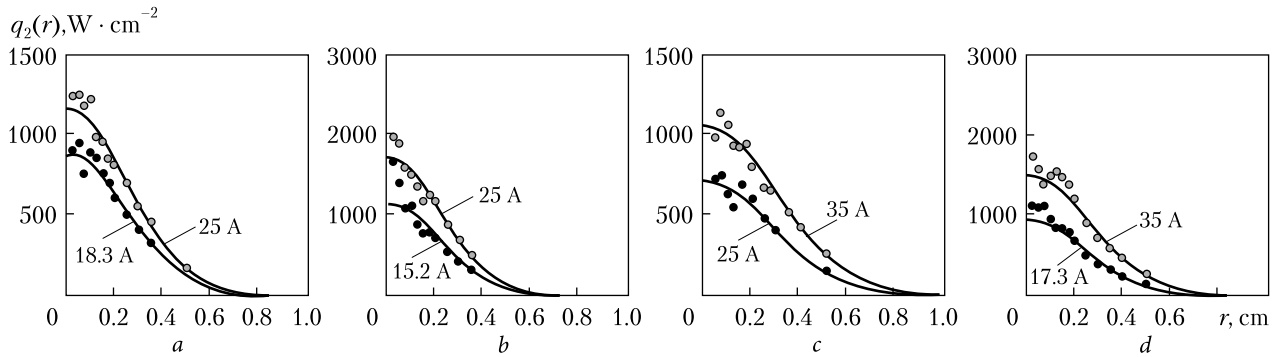 q₂(r), W · cm⁻²
1500 3000 1500 3000
1000 2000 1000 2000
500 1000 500 1000
25 A 25 A 35 A 35 A
18.3 A 15.2 A 25 A 17.3 A
0 0.2 0.4 0.6 0.8 1.0 0 0.2 0.4 0.6 0.8 1.0 0 0.2 0.4 0.6 0.8 1.0 0 0.2 0.4 0.6 r, cm
a b c d